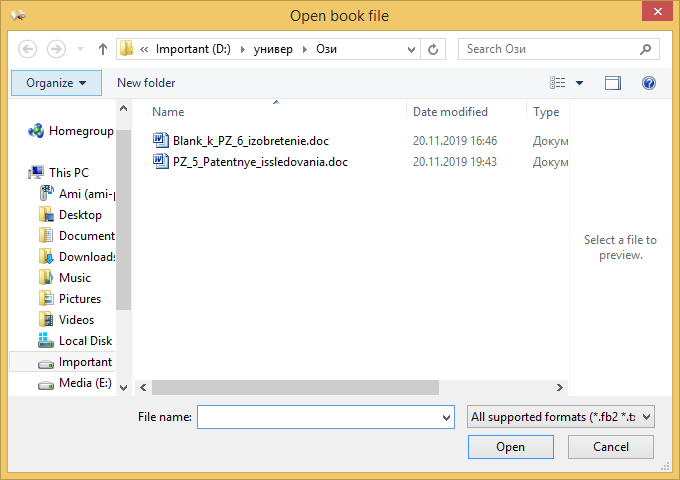 Open book file
« Important (D:) › универ › Ози
Search Ози
Organize
New folder
Name
Date modified
Type
Blank_k_PZ_6_izobretenie.doc
20.11.2019 16:46
Докум
PZ_5_Patentnye_issledovania.doc
20.11.2019 19:43
Докум
Homegroup
This PC
Ami (ami-p
Desktop
Document
Downloads
Music
Pictures
Videos
Local Disk
Important
Media (E:)
Select a file to
preview.
File name:
All supported formats (*.fb2 *.tx
Open
Cancel